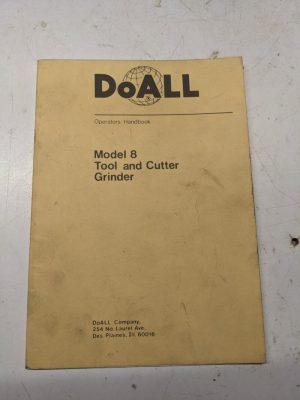 DoALL
Operators Handbook
Model 8
Tool and Cutter
Grinder
DoALL Company,
254 No. Laurel Ave.
Des Plaines, Ill. 60016